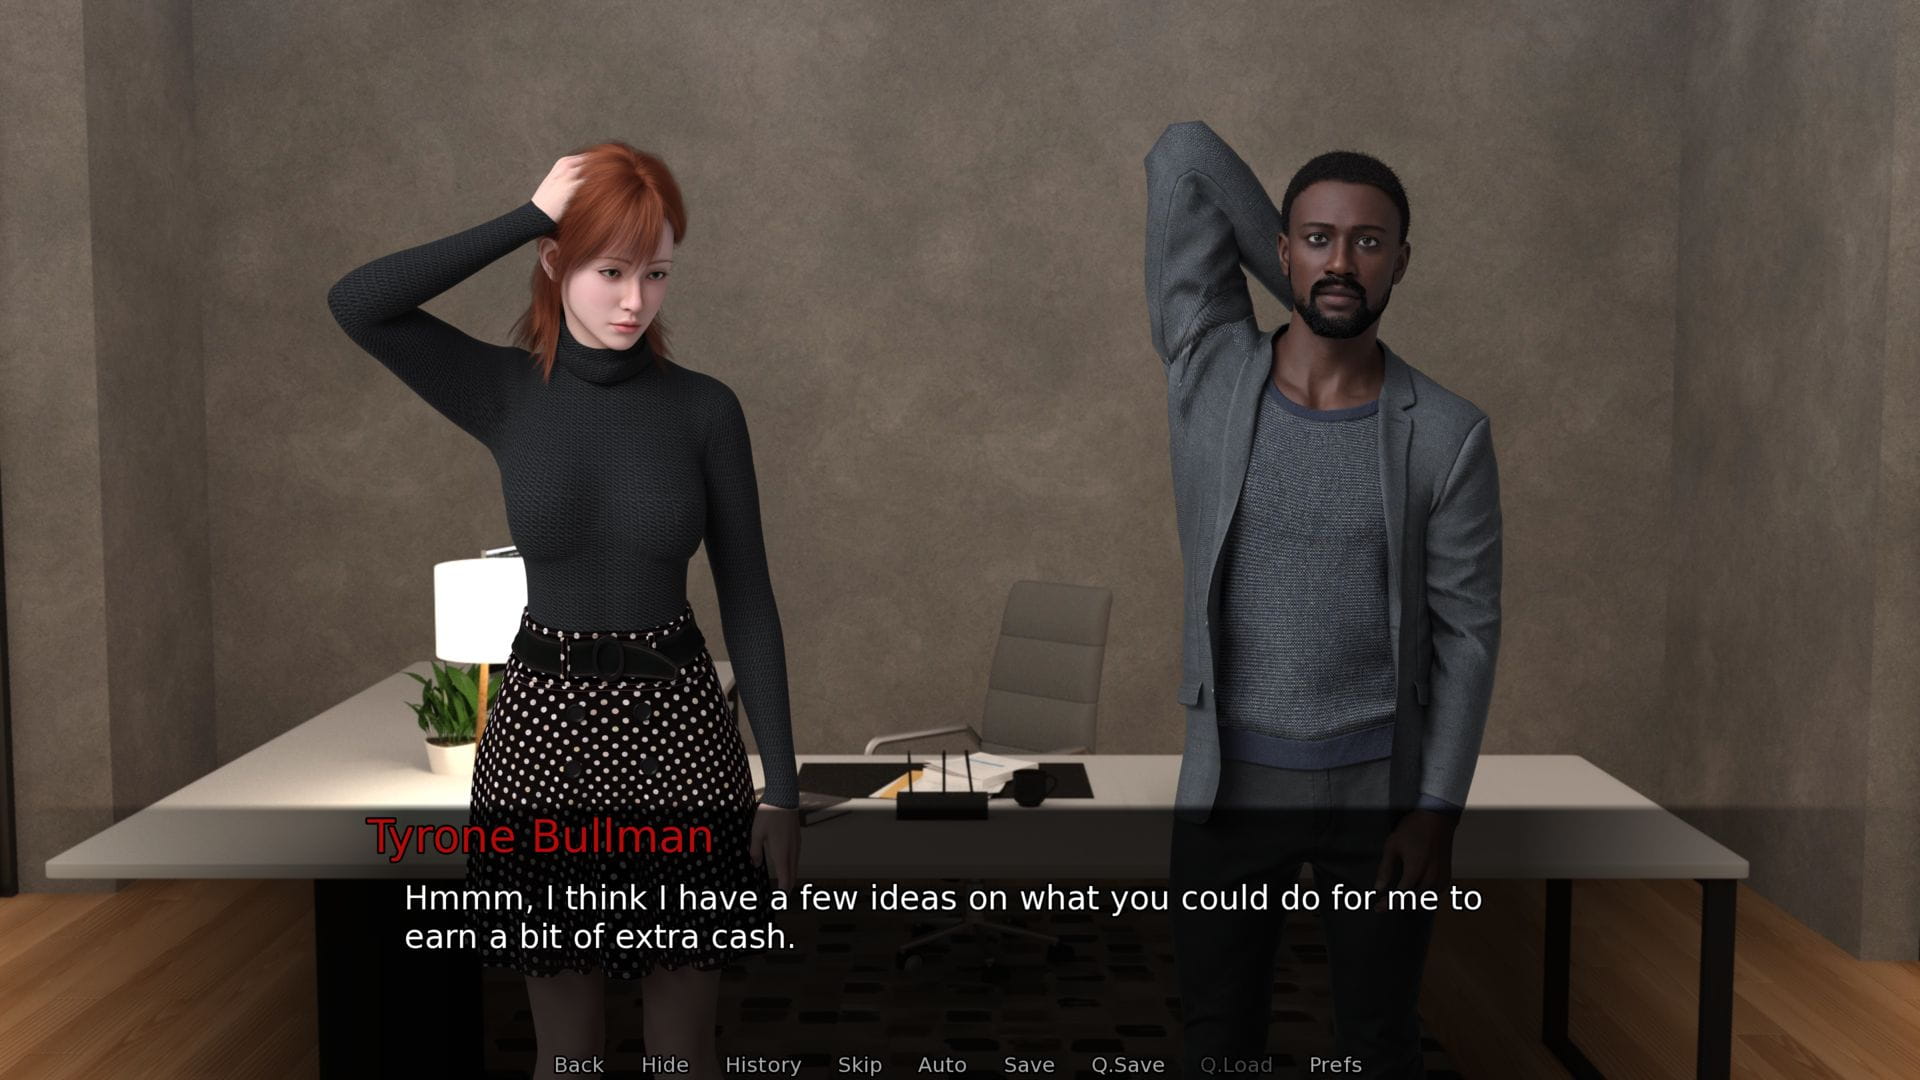 Tyrone Bullman
Hmmm, I think I have a few ideas on what you could do for me to
earn a bit of extra cash.
Back Hide History Skip Auto Save Q.Save Q.Load Prefs